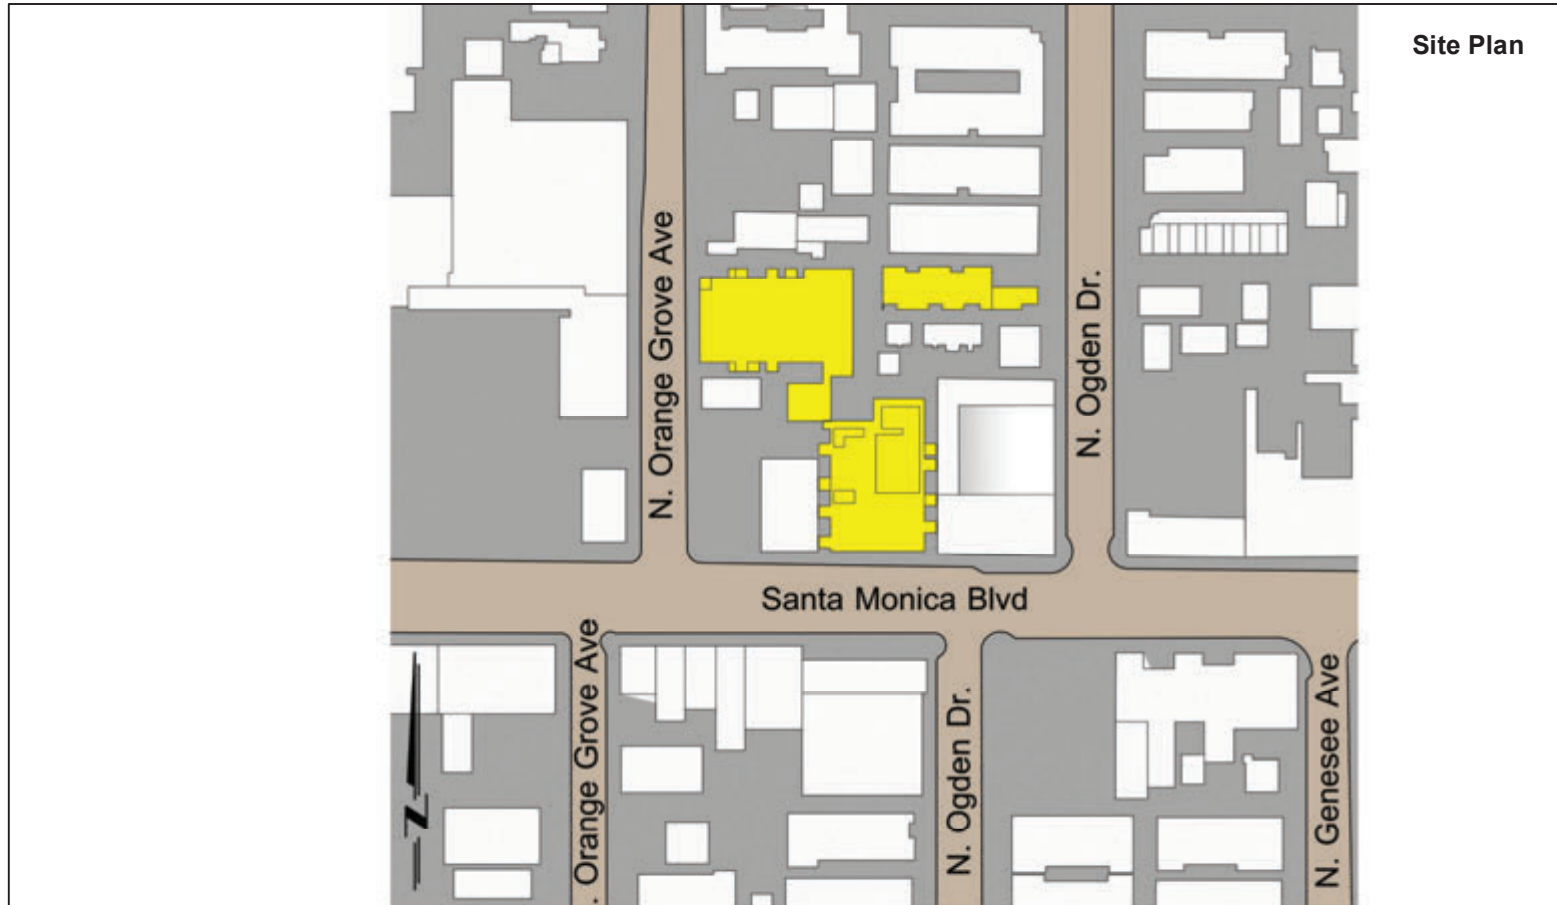 Site Plan
N. Orange Grove Ave
N. Ogden Dr.
Santa Monica Blvd
. Orange Grove Ave
N. Ogden Dr.
N. Genesee Ave
N